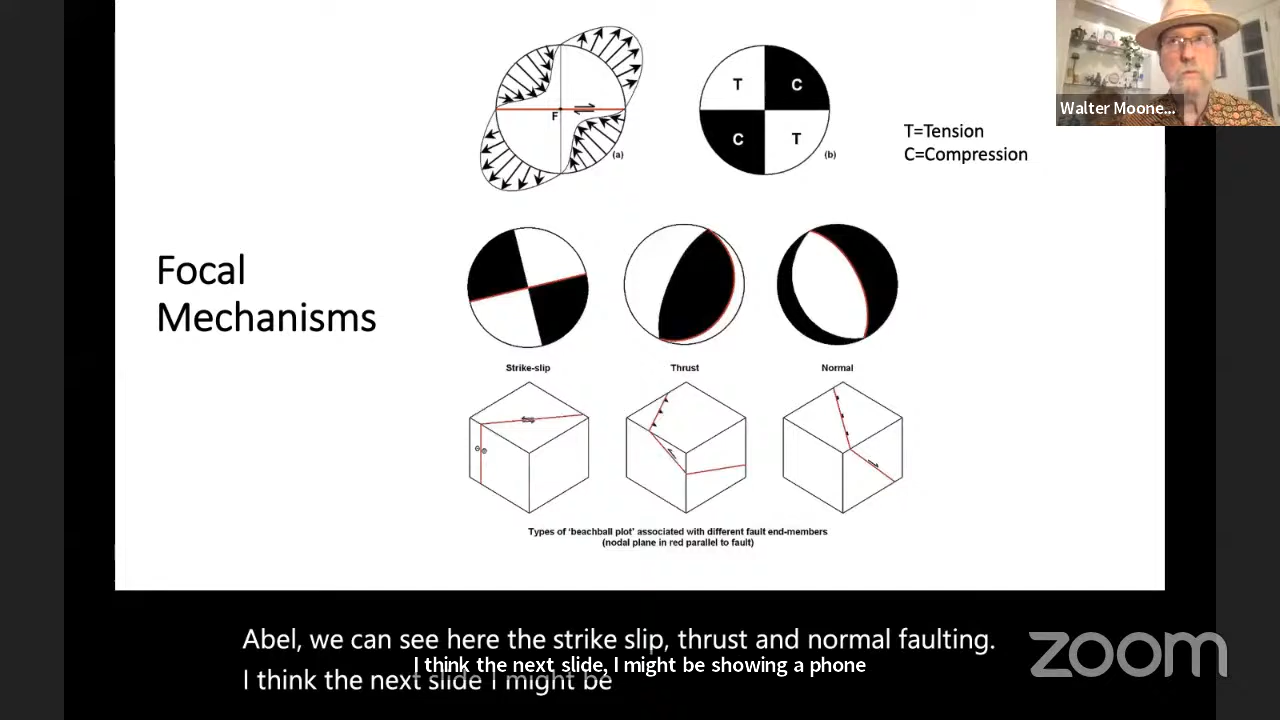 F
(a)
T
C
C
T
(b)
T=Tension
C=Compression
Walter Moone...
Focal
Mechanisms
Strike-slip
Thrust
Normal
Types of 'beachball plot' associated with different fault end-members
(nodal plane in red parallel to fault)
Abel, we can see here the strike slip, thrust and normal faulting.
I think the next slide, I might be showing a phone
I think the next slide I might be
zoom